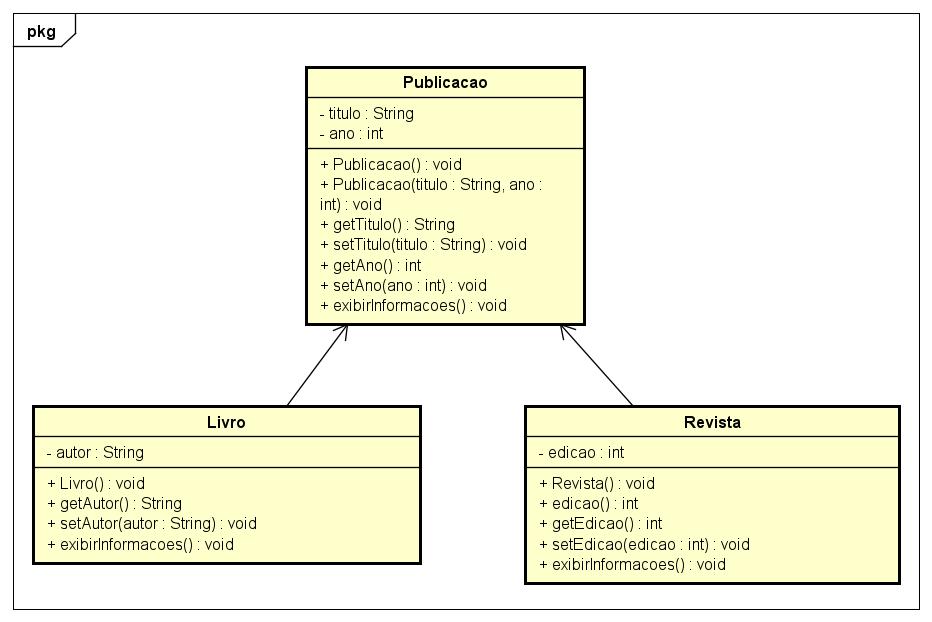 pkg
Publicacao
- titulo : String
- ano : int
+ Publicacao() : void
+ Publicacao(titulo : String, ano :
int) : void
+ getTitulo() : String
+ setTitulo(titulo : String) : void
+ getAno() : int
+ setAno(ano : int) : void
+ exibirInformacoes() : void
Livro
- autor : String
+ Livro() : void
+ getAutor() : String
+ setAutor(autor : String) : void
+ exibirInformacoes() : void
Revista
- edicao : int
+ Revista() : void
+ edicao() : int
+ getEdicao() : int
+ setEdicao(edicao : int) : void
+ exibirInformacoes() : void